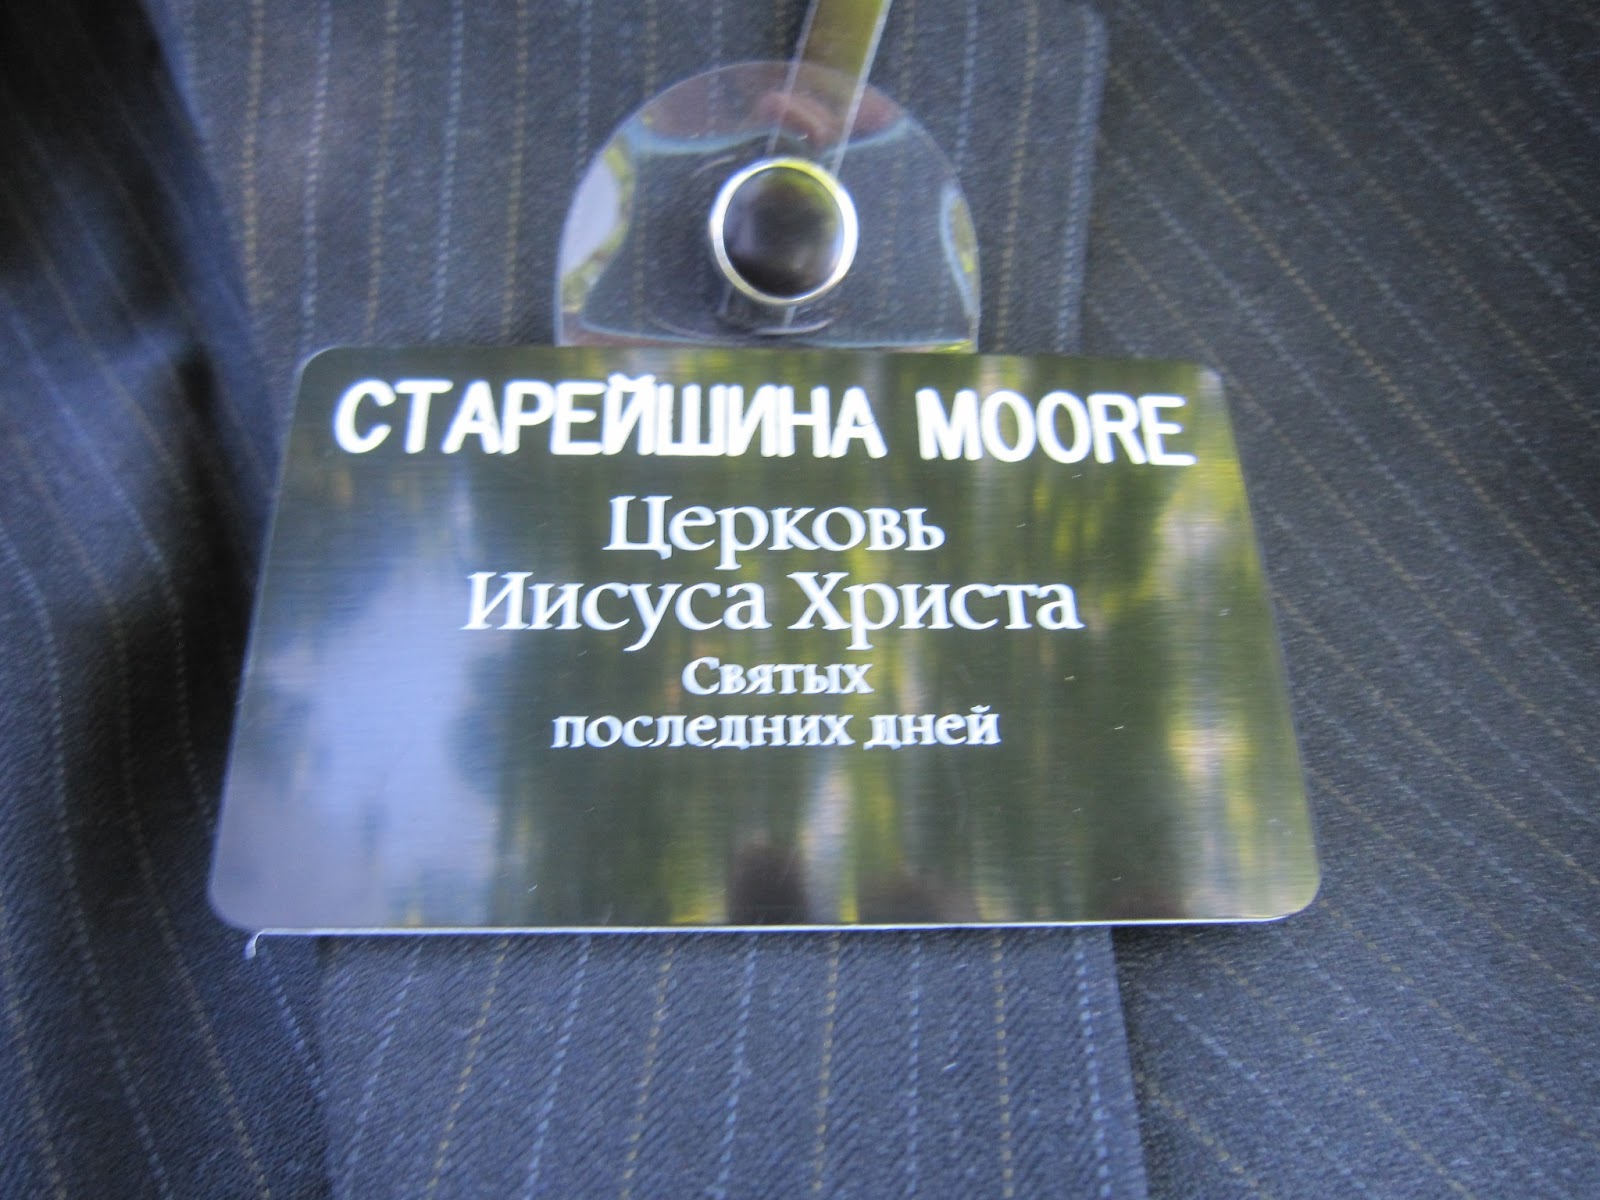 СТАРЕЙШИНА MOORE
Церковь
Иисуса Христа
Святых
последних дней